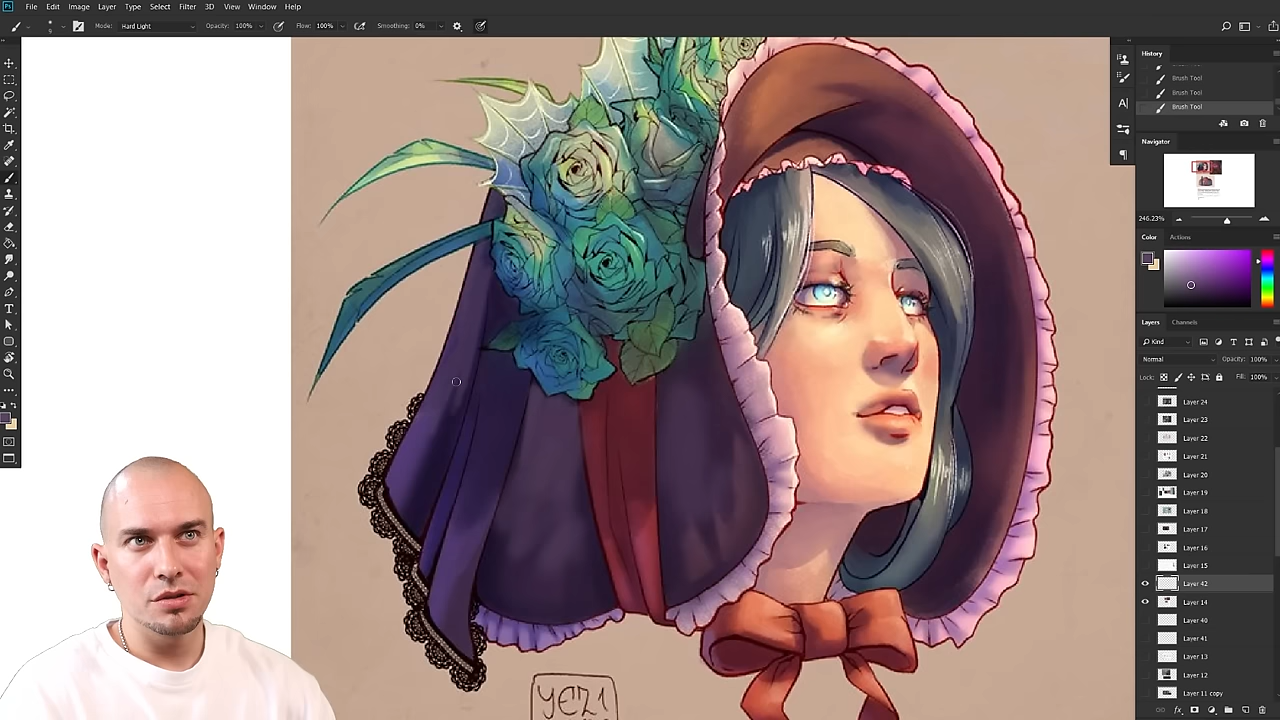 Ps File Edit Image Layer Type Select Filter 3D View Window Help
9 Mode: Hard Light Opacity: 100% Flow: 100% Smoothing: 0%
History
Brush Tool
Brush Tool
Brush Tool
Navigator
246.23%
Color Actions
Layers Channels
Kind
Normal Opacity: 100%
Lock: Fill: 100%
Layer 24
Layer 23
Layer 22
Layer 21
Layer 20
Layer 19
Layer 18
Layer 17
Layer 16
Layer 15
Layer 42
Layer 14
Layer 40
Layer 41
Layer 13
Layer 12
Layer 11 copy